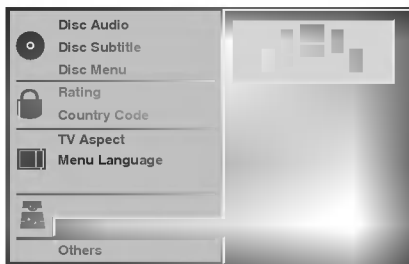 Disc Audio
Disc Subtitle
Disc Menu
Rating
Country Code
TV Aspect
Menu Language
Others